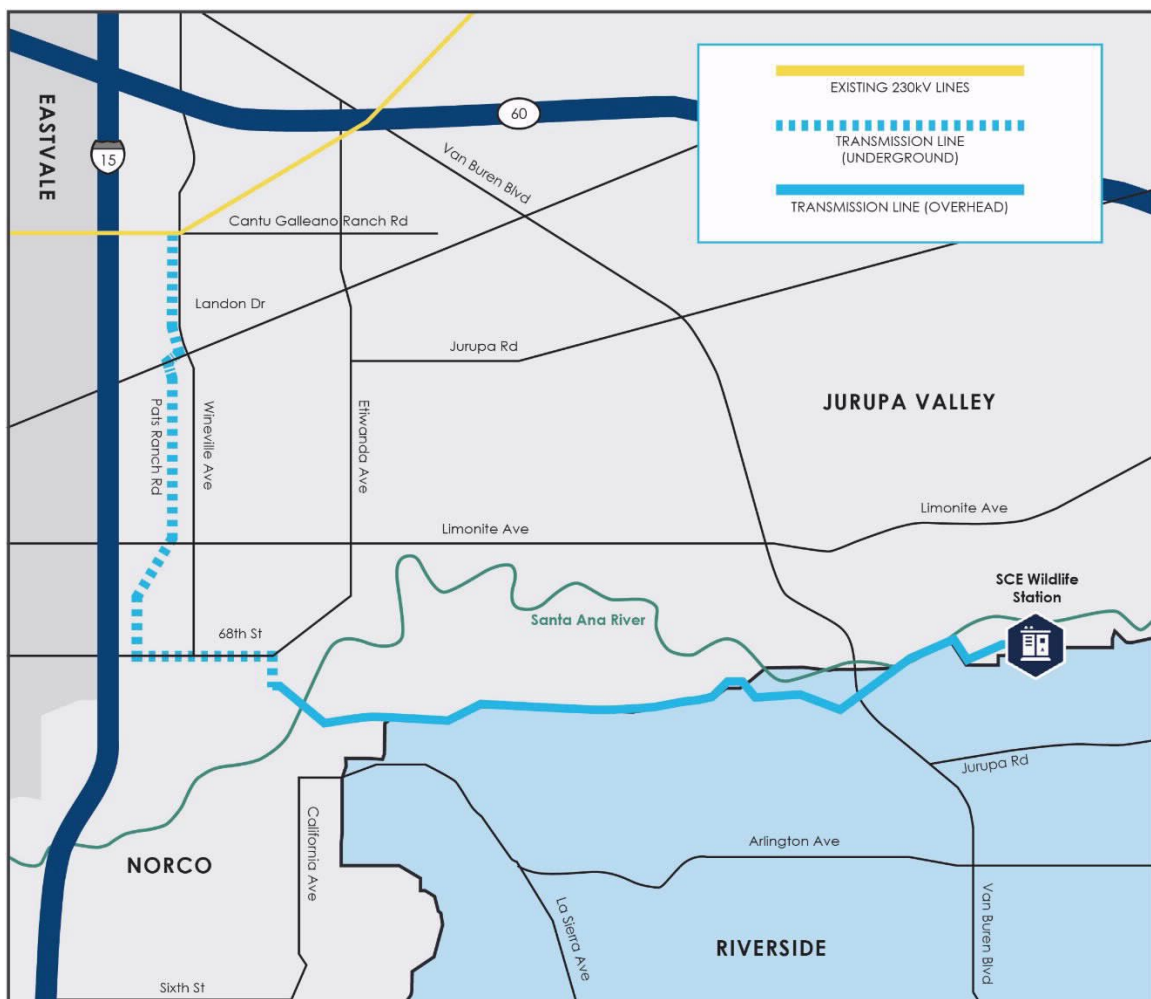 EXISTING 230kV LINES
TRANSMISSION LINE
(UNDERGROUND)
TRANSMISSION LINE (OVERHEAD)
EASTVALE
15
60
Van Buren Blvd
Cantu Galleano Ranch Rd
Landon Dr
Jurupa Rd
Pats Ranch Rd
Wineville Ave
Etiwanda Ave
JURUPA VALLEY
Limonite Ave
Limonite Ave
SCE Wildlife
Station
Santa Ana River
68th St
Jurupa Rd
California Ave
NORCO
Arlington Ave
La Sierra Ave
Van Buren Blvd
RIVERSIDE
Sixth St